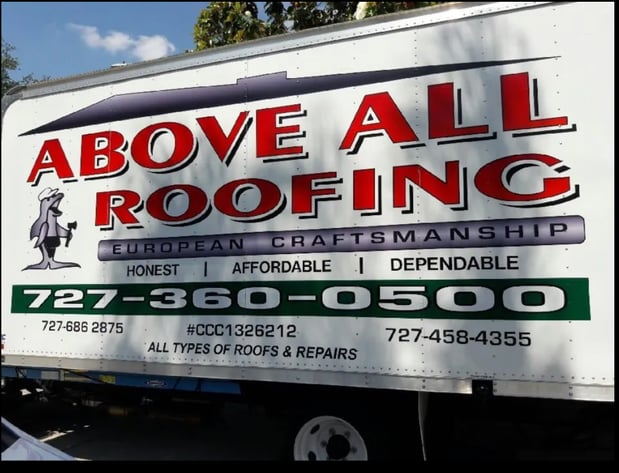 ABOVE ALL
ROOFING
EUROPEAN CRAFTSMANSHIP
HONEST | AFFORDABLE | DEPENDABLE
727-360-0500
727-686 2875 #CCC1326212 727-458-4355
ALL TYPES OF ROOFS & REPAIRS